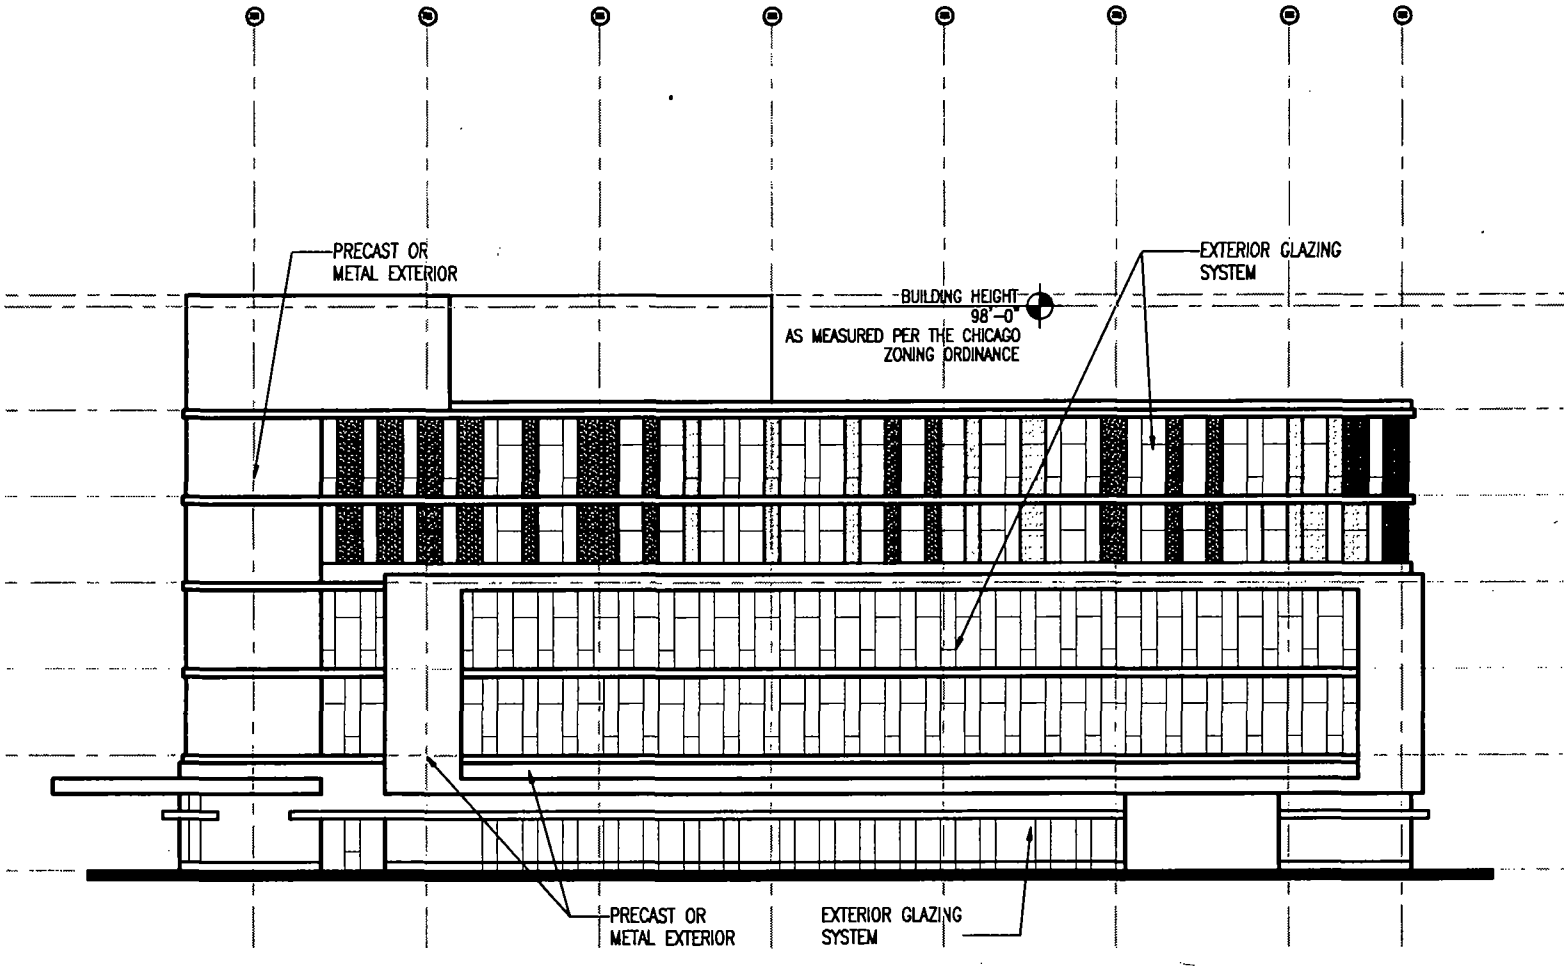 PRECAST OR
METAL EXTERIOR
EXTERIOR GLAZING
SYSTEM
BUILDING HEIGHT
98'-0"
AS MEASURED PER THE CHICAGO
ZONING ORDINANCE
PRECAST OR
METAL EXTERIOR
EXTERIOR GLAZING
SYSTEM